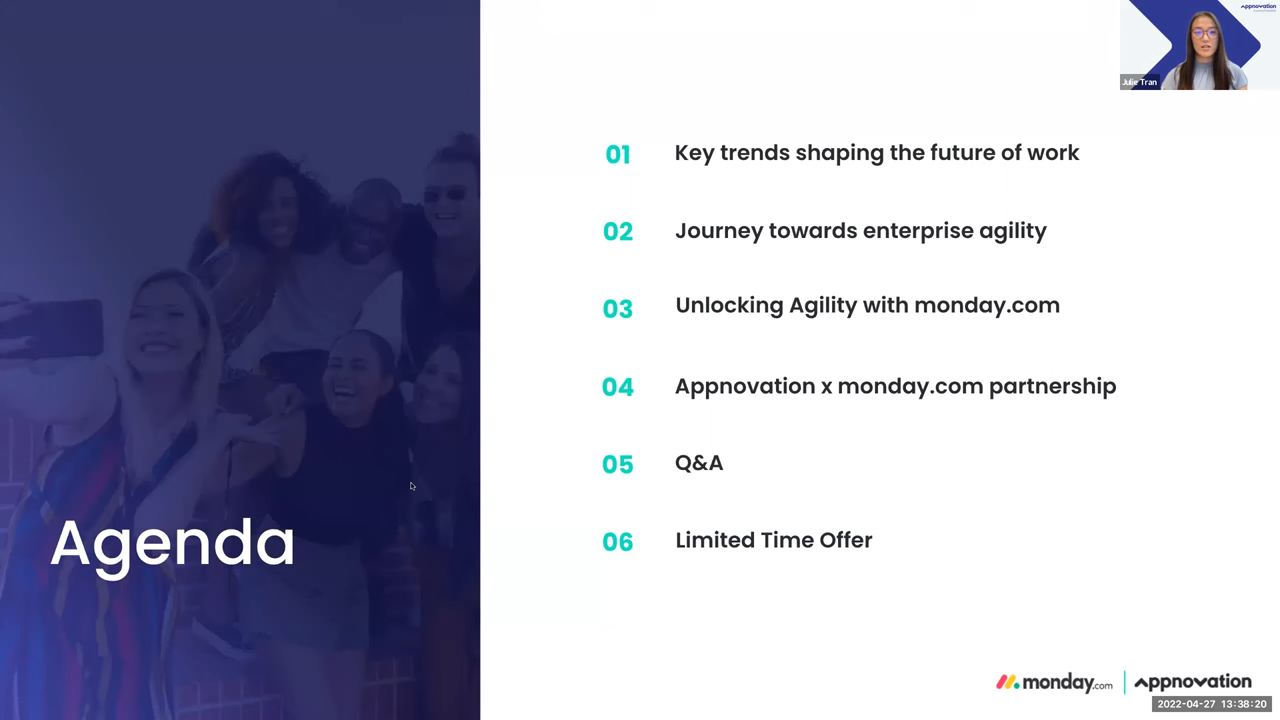 Appnovation
Julie Tran
01 Key trends shaping the future of work
02 Journey towards enterprise agility
03 Unlocking Agility with monday.com
04 Appnovation x monday.com partnership
05 Q&A
06 Limited Time Offer
Agenda
monday.com | Appnovation
2022-04-27 13:38:20